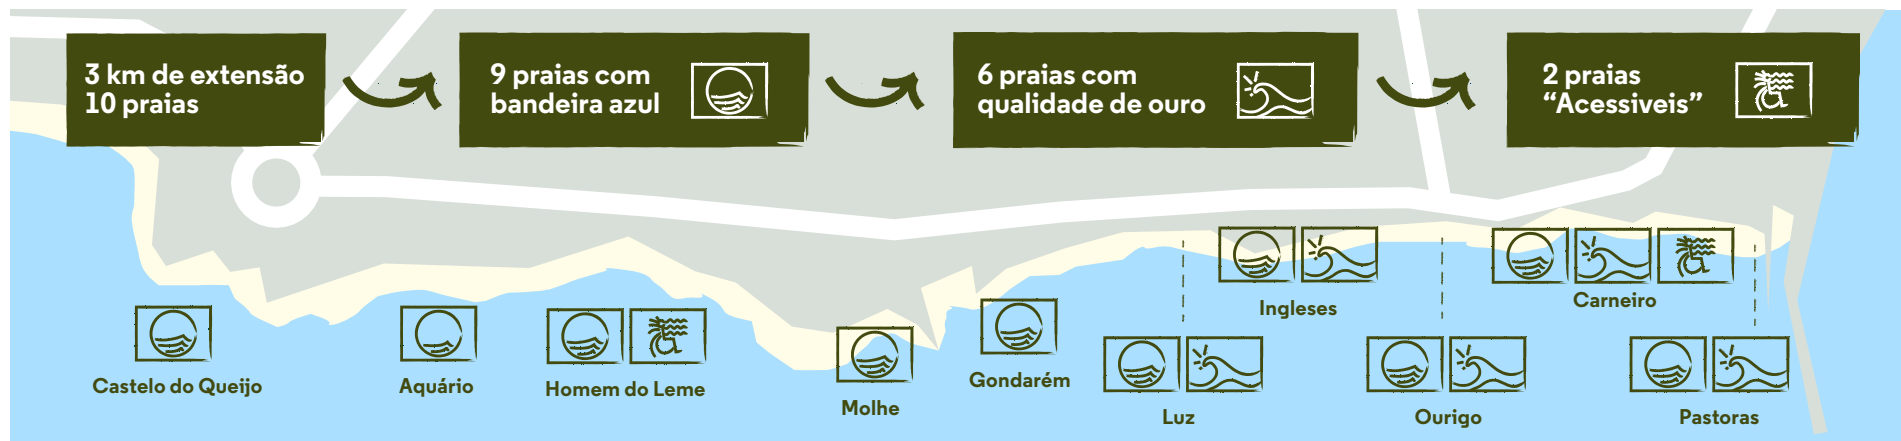 3 km de extensão
10 praias
9 praias com
bandeira azul
6 praias com
qualidade de ouro
2 praias
“Acessiveis”
Castelo do Queijo
Aquário
Homem do Leme
Molhe
Gondarém
Luz
Ingleses
Ourigo
Carneiro
Pastoras